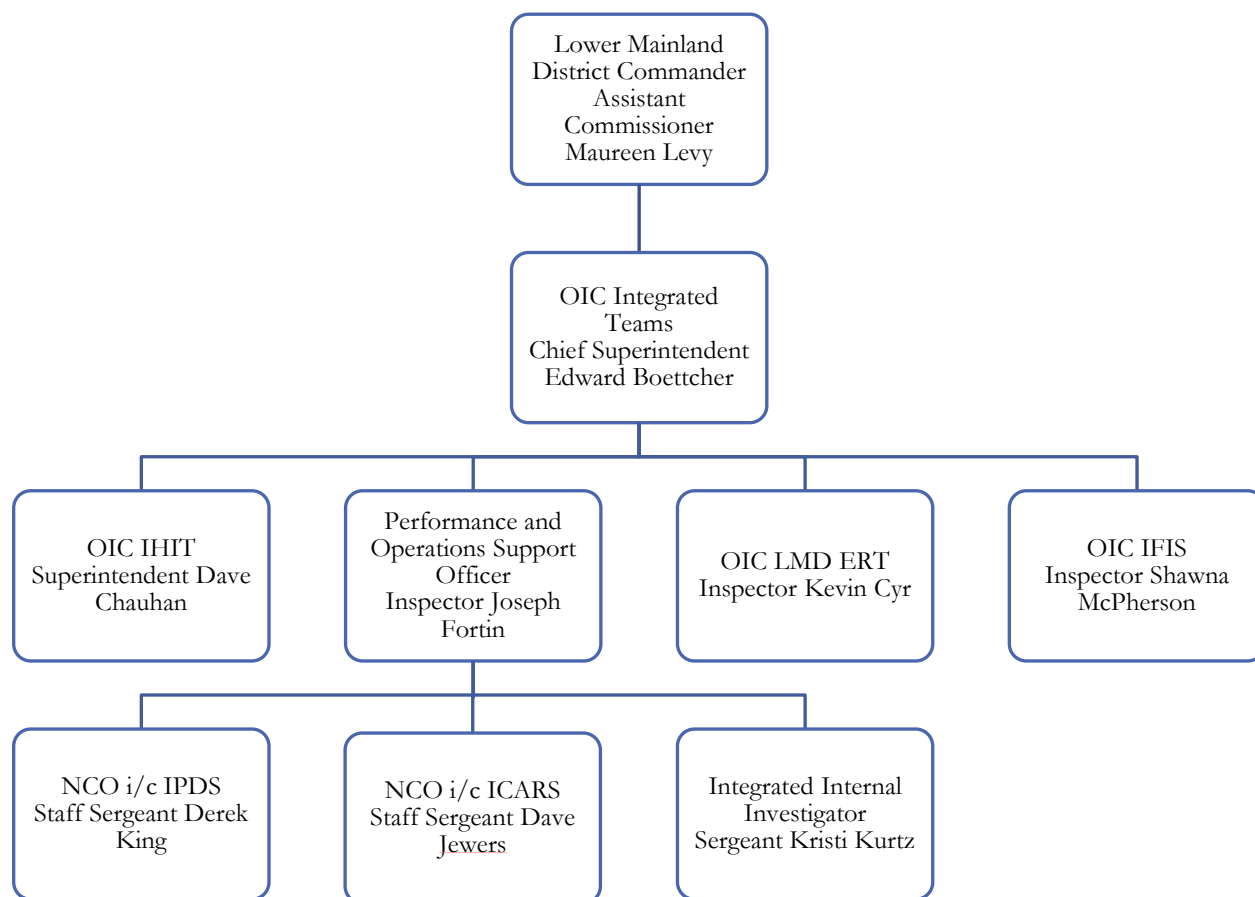 Lower Mainland
District Commander
Assistant
Commissioner
Maureen Levy
OIC Integrated
Teams
Chief Superintendent
Edward Boettcher
OIC IHIT
Superintendent Dave
Chauhan
Performance and
Operations Support
Officer
Inspector Joseph
Fortin
OIC LMD ERT
Inspector Kevin Cyr
OIC IFIS
Inspector Shawna
McPherson
NCO i/c IPDS
Staff Sergeant Derek
King
NCO i/c ICARS
Staff Sergeant Dave
Jewers
Integrated Internal
Investigator
Sergeant Kristi Kurtz